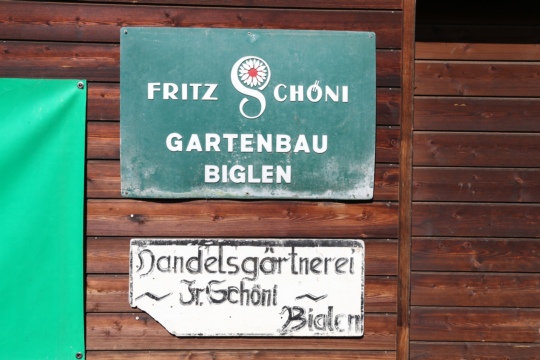 FRITZ SCHÖNI
GARTENBAU
BIGLEN
Handelsgärtnerei
Fr. Schöni
Biglen